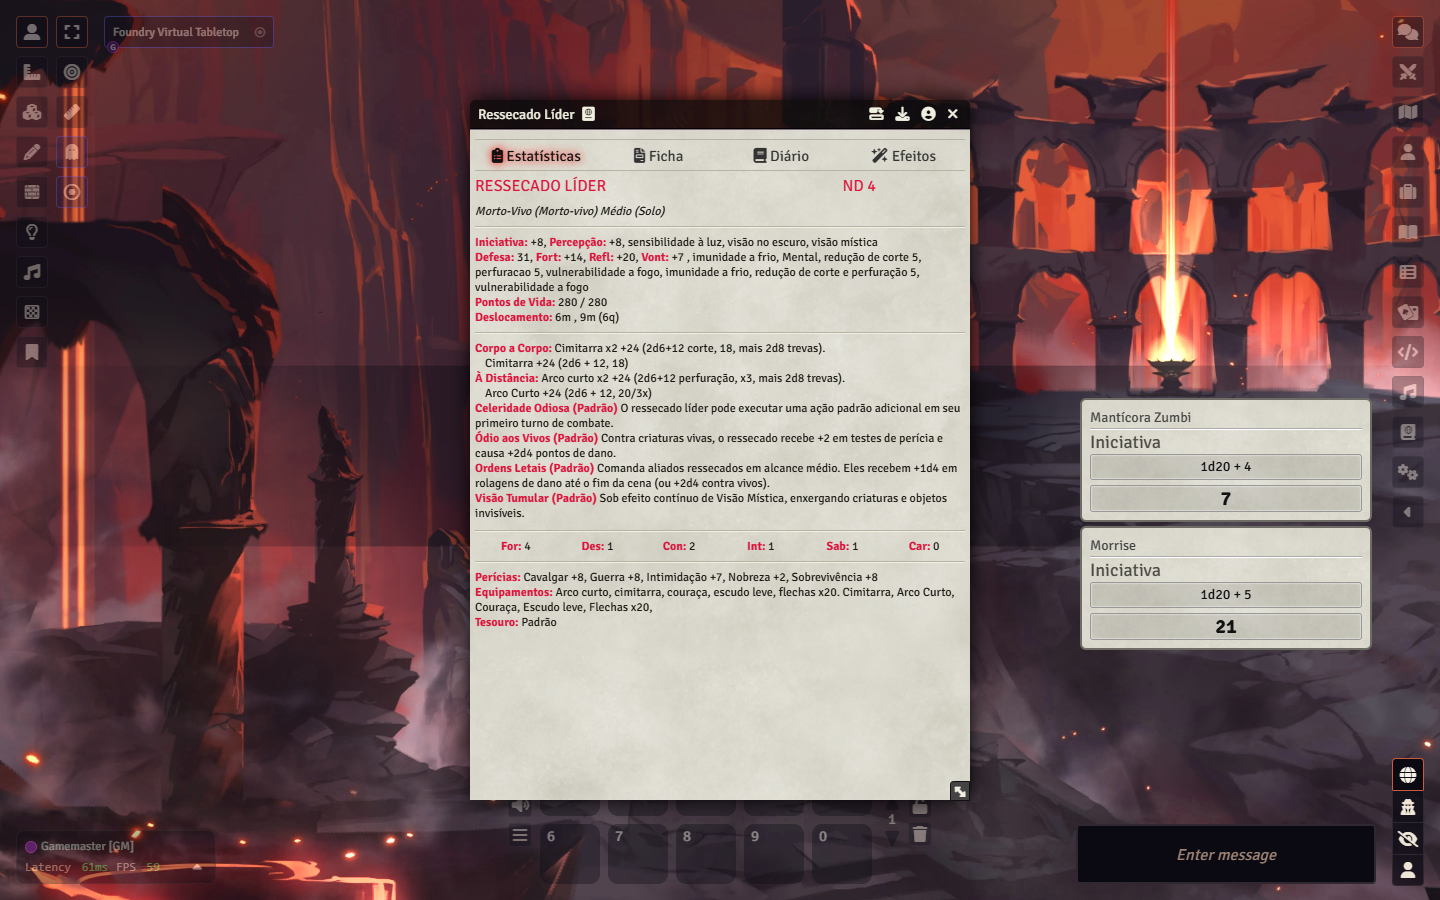 Foundry Virtual Tabletop
G
Ressecado Líder
Estatísticas
Ficha
Diário
Efeitos
RESSECADO LÍDER
ND 4
Morto-Vivo (Morto-vivo) Médio (Solo)
Iniciativa: +8, Percepção: +8, sensibilidade à luz, visão no escuro, visão mística
Defesa: 31, Fort: +14, Refl: +20, Vont: +7 , imunidade a frio, Mental, redução de corte 5,
perfuracao 5, vulnerabilidade a fogo, imunidade a frio, redução de corte e perfuração 5,
vulnerabilidade a fogo
Pontos de Vida: 280 / 280
Deslocamento: 6m , 9m (6q)
Corpo a Corpo: Cimitarra x2 +24 (2d6+12 corte, 18, mais 2d8 trevas).
Cimitarra +24 (2d6 + 12, 18)
À Distância: Arco curto x2 +24 (2d6+12 perfuração, x3, mais 2d8 trevas).
Arco Curto +24 (2d6 + 12, 20/3x)
Celeridade Odiosa (Padrão) O ressecado líder pode executar uma ação padrão adicional em seu
primeiro turno de combate.
Ódio aos Vivos (Padrão) Contra criaturas vivas, o ressecado recebe +2 em testes de perícia e
causa +2d4 pontos de dano.
Ordens Letais (Padrão) Comanda aliados ressecados em alcance médio. Eles recebem +1d4 em
rolagens de dano até o fim da cena (ou +2d4 contra vivos).
Visão Tumular (Padrão) Sob efeito contínuo de Visão Mística, enxergando criaturas e objetos
invisíveis.
For: 4
Des: 1
Con: 2
Int: 1
Sab: 1
Car: 0
Perícias: Cavalgar +8, Guerra +8, Intimidação +7, Nobreza +2, Sobrevivência +8
Equipamentos: Arco curto, cimitarra, couraça, escudo leve, flechas x20. Cimitarra, Arco Curto,
Couraça, Escudo leve, Flechas x20,
Tesouro: Padrão
Mantícora Zumbi
Iniciativa
1d20 + 4
7
Morrise
Iniciativa
1d20 + 5
21
6
7
8
9
0
1
Gamemaster [GM]
Latency 61ms FPS 59
Enter message